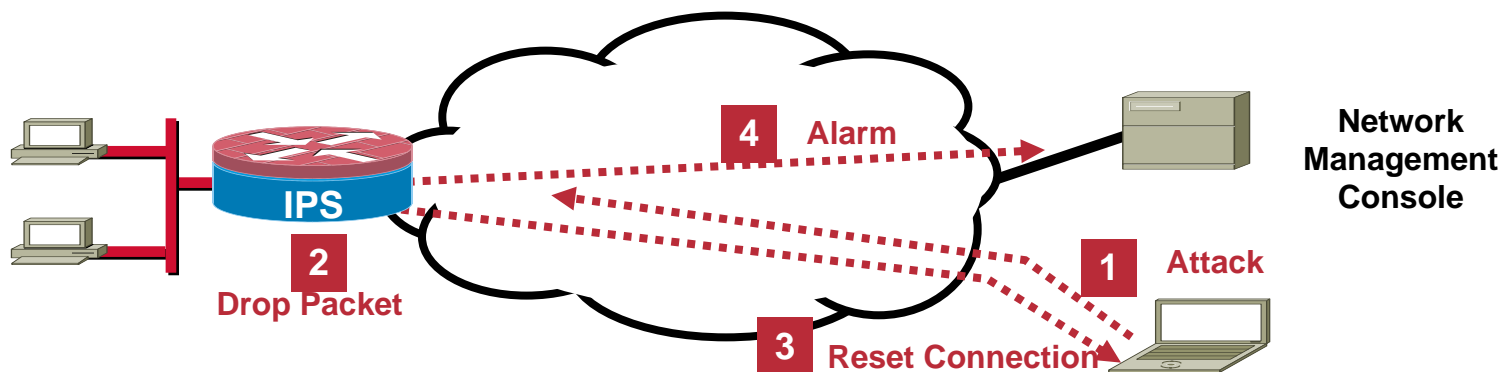 4 Alarm
Network
Management
Console
IPS
1 Attack
2
Drop Packet
3 Reset Connection